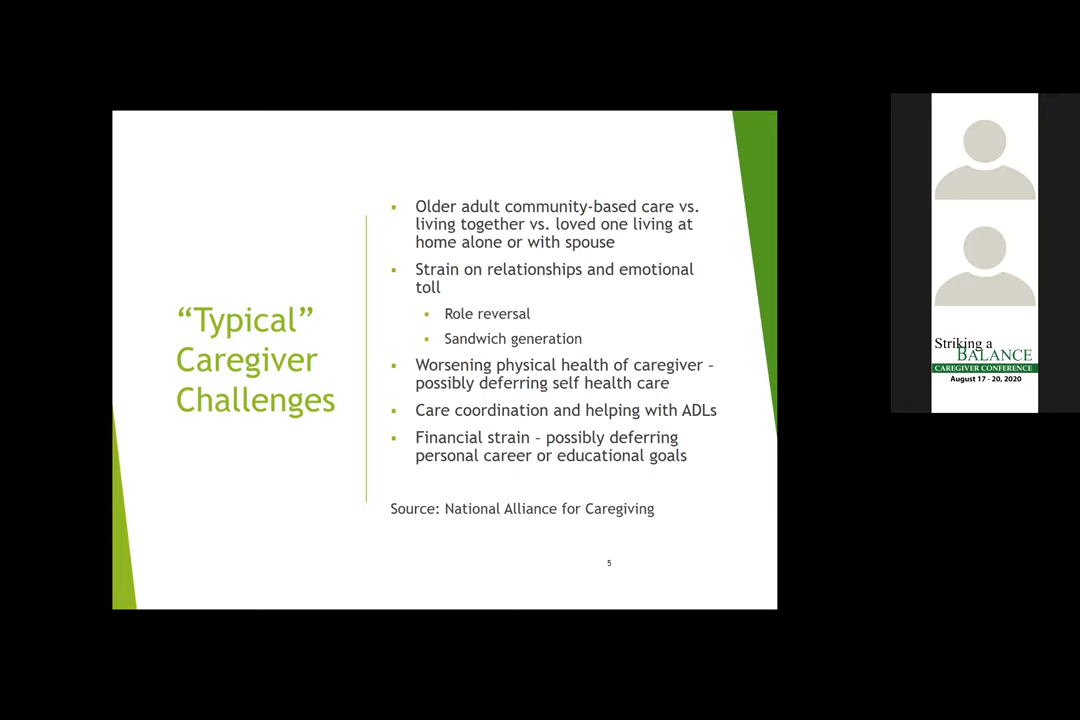 “Typical”
Caregiver
Challenges
▪ Older adult community-based care vs.
living together vs. loved one living at
home alone or with spouse
▪ Strain on relationships and emotional
toll
▪ Role reversal
▪ Sandwich generation
▪ Worsening physical health of caregiver –
possibly deferring self health care
▪ Care coordination and helping with ADLs
▪ Financial strain – possibly deferring
personal career or educational goals
Source: National Alliance for Caregiving
5
Striking a
BALANCE
CAREGIVER CONFERENCE
August 17 - 20, 2020